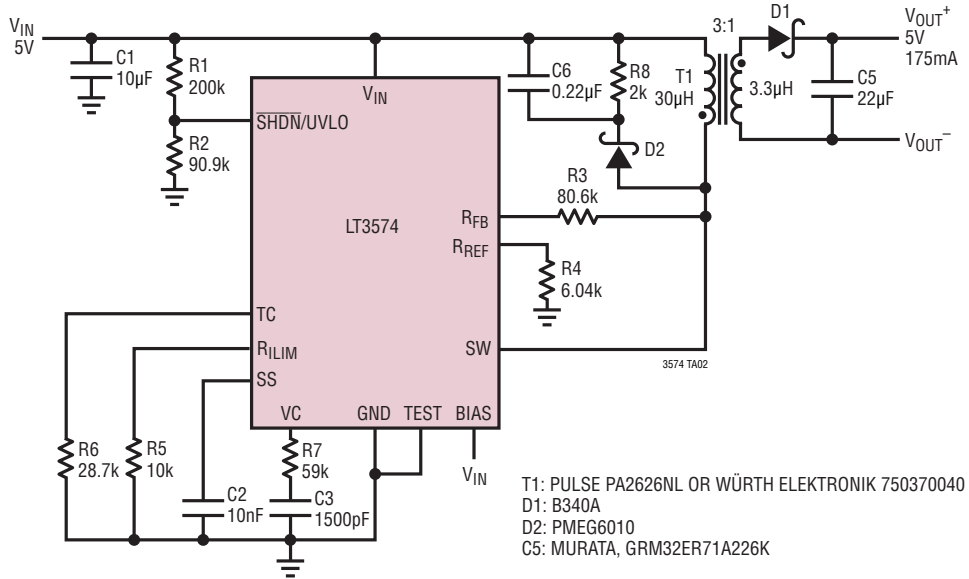 VIN
5V
C1
10µF
R1
200k
R2
90.9k
VIN
SHDN/UVLO
LT3574
RFB
RREF
SW
TC
RILIM
SS
VC
GND
TEST
BIAS
C6
0.22µF
R8
2k
D2
R3
80.6k
R4
6.04k
3:1
T1
30µH
3.3µH
D1
C5
22µF
VOUT+
5V
175mA
VOUT–
3574 TA02
R6
28.7k
R5
10k
C2
10nF
R7
59k
C3
1500pF
VIN
T1: PULSE PA2626NL OR WÜRTH ELEKTRONIK 750370040
D1: B340A
D2: PMEG6010
C5: MURATA, GRM32ER71A226K